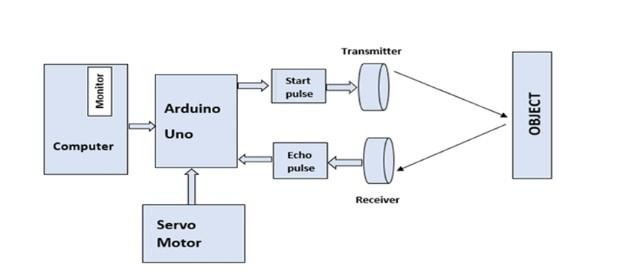 Monitor
Computer
Arduino
Uno
Start
pulse
Transmitter
Echo
pulse
Receiver
OBJECT
Servo
Motor